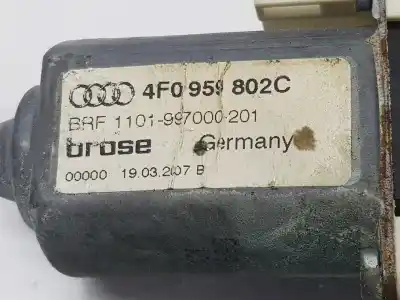 4F0 959 802C
BRF 1101-997000-201
brose Germany
00000 19.03.2007 B